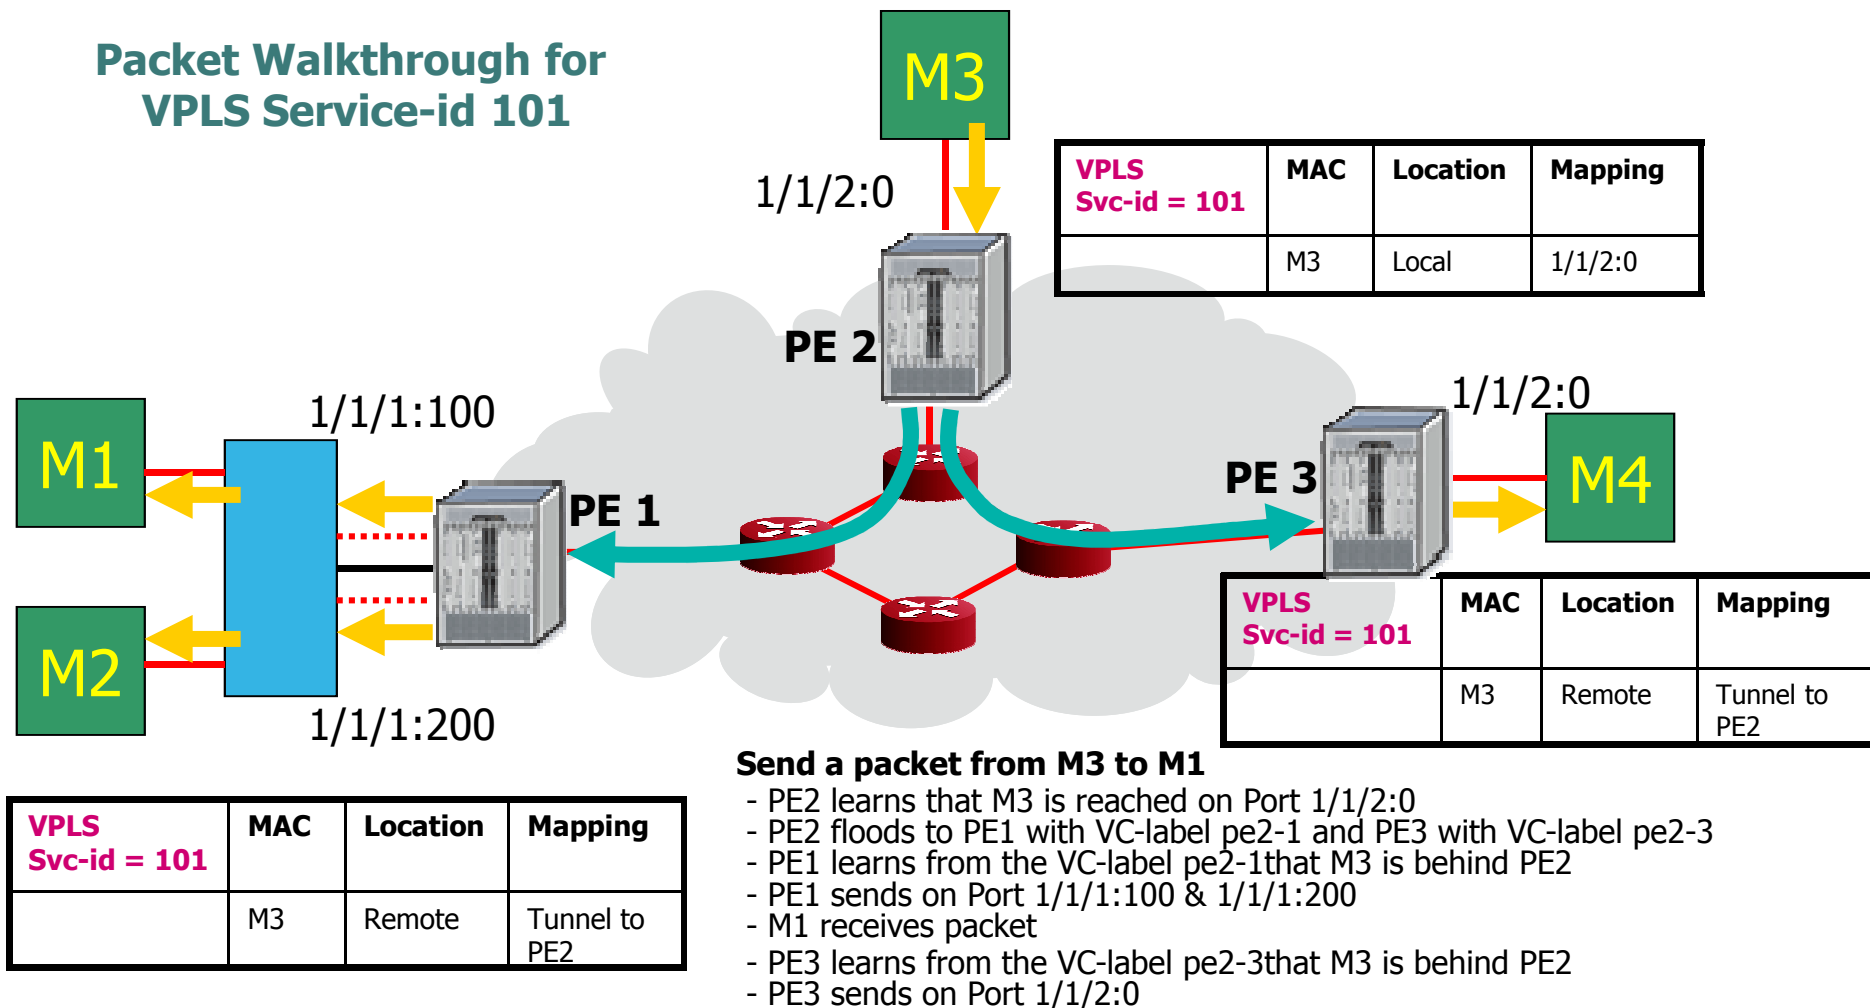 Packet Walkthrough for
VPLS Service-id 101
M3
1/1/2:0
VPLS
Svc-id = 101
MAC
Location
Mapping
M3
Local
1/1/2:0
PE 2
1/1/1:100
M1
PE 1
M2
1/1/1:200
1/1/2:0
PE 3
M4
VPLS
Svc-id = 101
MAC
Location
Mapping
M3
Remote
Tunnel to
PE2
VPLS
Svc-id = 101
MAC
Location
Mapping
M3
Remote
Tunnel to
PE2
Send a packet from M3 to M1
- PE2 learns that M3 is reached on Port 1/1/2:0
- PE2 floods to PE1 with VC-label pe2-1 and PE3 with VC-label pe2-3
- PE1 learns from the VC-label pe2-1that M3 is behind PE2
- PE1 sends on Port 1/1/1:100 & 1/1/1:200
- M1 receives packet
- PE3 learns from the VC-label pe2-3that M3 is behind PE2
- PE3 sends on Port 1/1/2:0